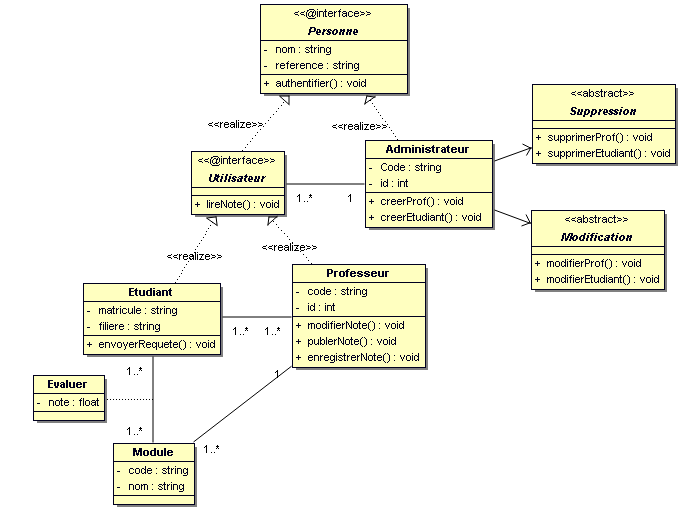 <<@interface>>
Personne
- nom : string
- reference : string
+ authentifier() : void
<<realize>>
<<realize>>
<<abstract>>
Suppression
+ supprimerProf() : void
+ supprimerEtudiant() : void
<<@interface>>
Utilisateur
+ lireNote() : void
1..*
1
Administrateur
- Code : string
- id : int
+ creerProf() : void
+ creerEtudiant() : void
<<abstract>>
Modification
+ modifierProf() : void
+ modifierEtudiant() : void
<<realize>>
<<realize>>
Etudiant
- matricule : string
- filiere : string
+ envoyerRequete() : void
1..*
1..*
Professeur
- code : string
- id : int
+ modifierNote() : void
+ publerNote() : void
+ enregistrerNote() : void
1..*
1
Evaluer
- note : float
1..*
1..*
Module
- code : string
- nom : string